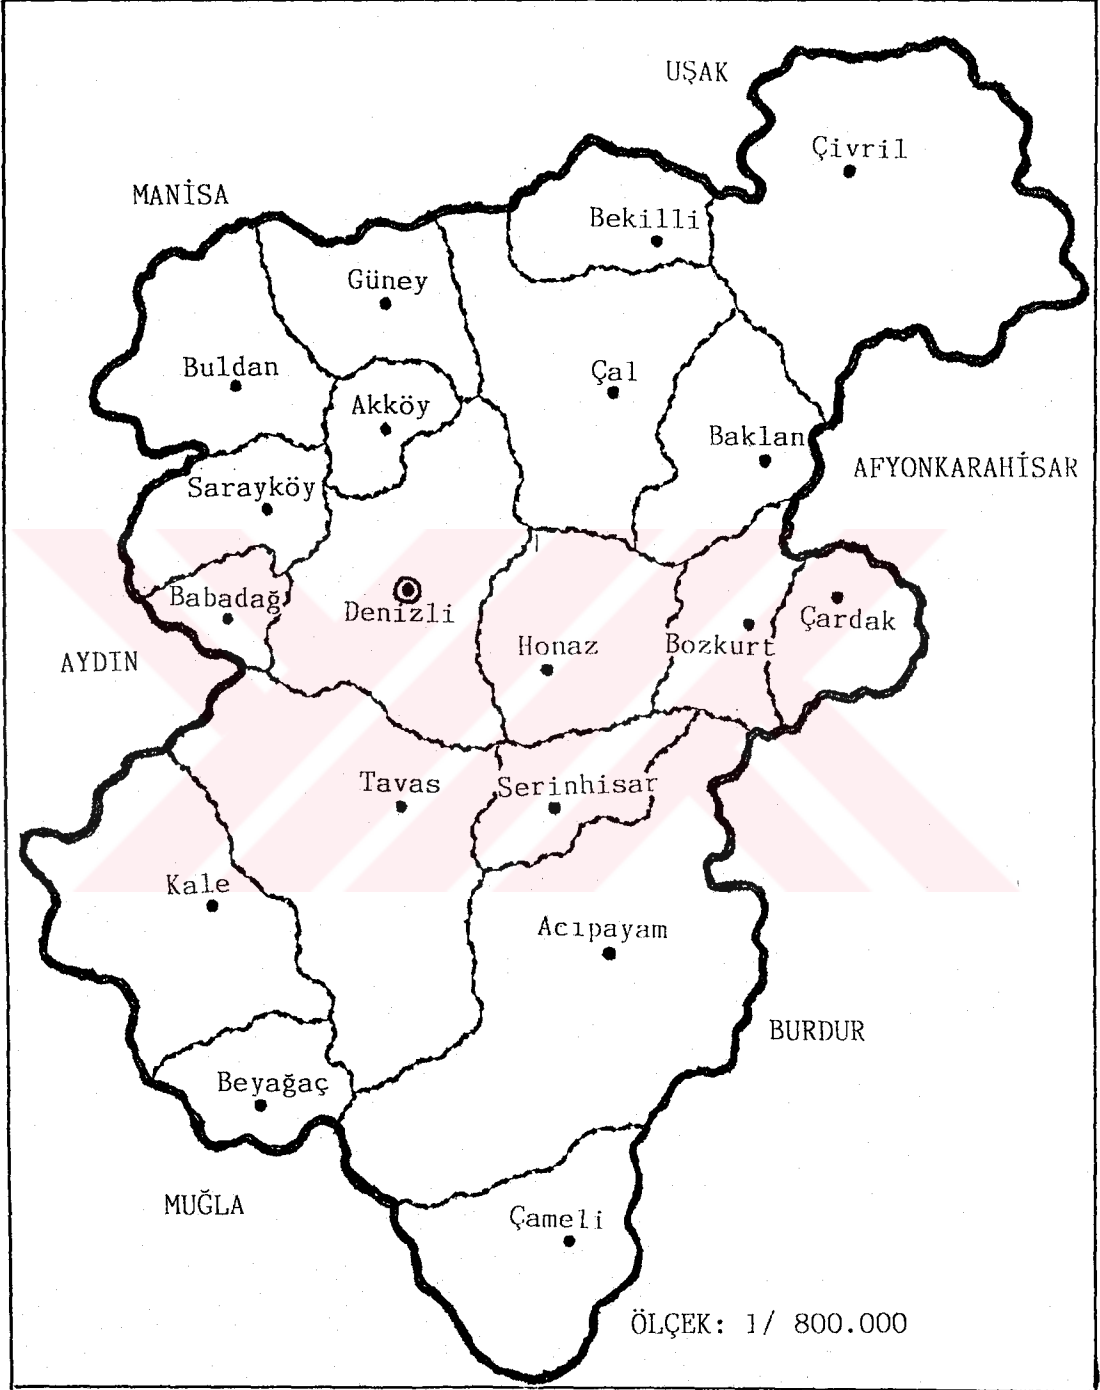 UŞAK
Çivril
MANİSA
Bekilli
Güney
Buldan
Çal
Akköy
Baklan
AFYONKARAHİSAR
Sarayköy
Babadağ
Denizli
Çardak
Honaz
Bozkurt
AYDIN
Tavas
Serinhisar
Kale
Acıpayam
BURDUR
Beyağaç
MUĞLA
Çameli
ÖLÇEK: 1/ 800.000